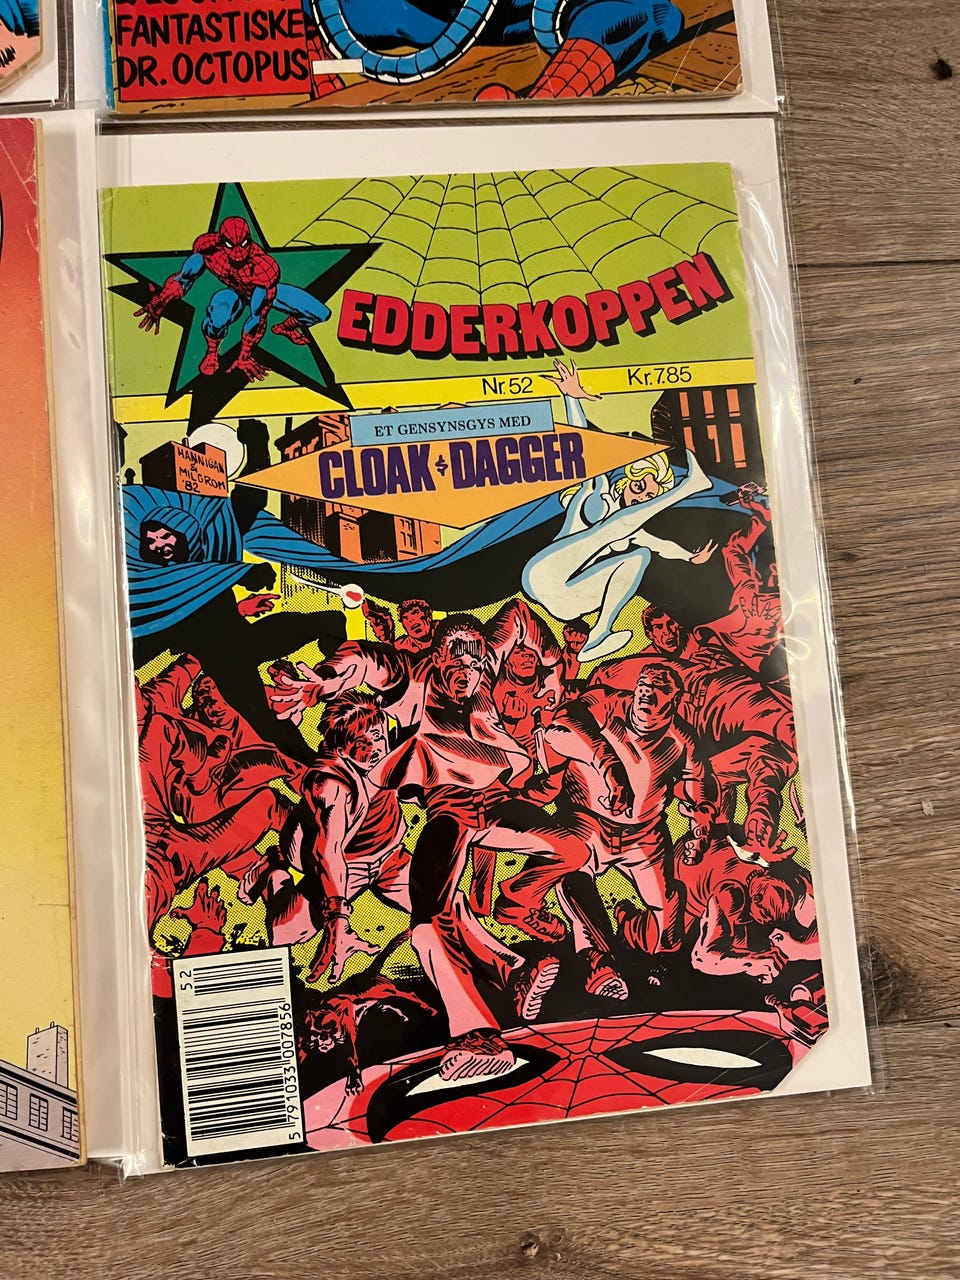 FANTASTISKE
DR. OCTOPUS
EDDERKOPPEN
Nr. 52
Kr. 7.85
ET GENSYNSGYS MED
CLOAK & DAGGER
HANNIGAN
&
MILGROM
'82
52
5 791033 007856